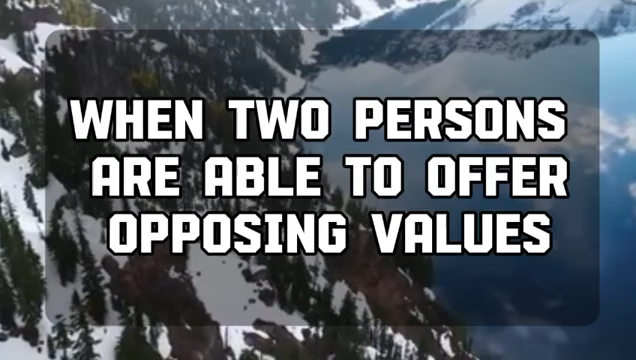 WHEN TWO PERSONS
ARE ABLE TO OFFER
OPPOSING VALUES